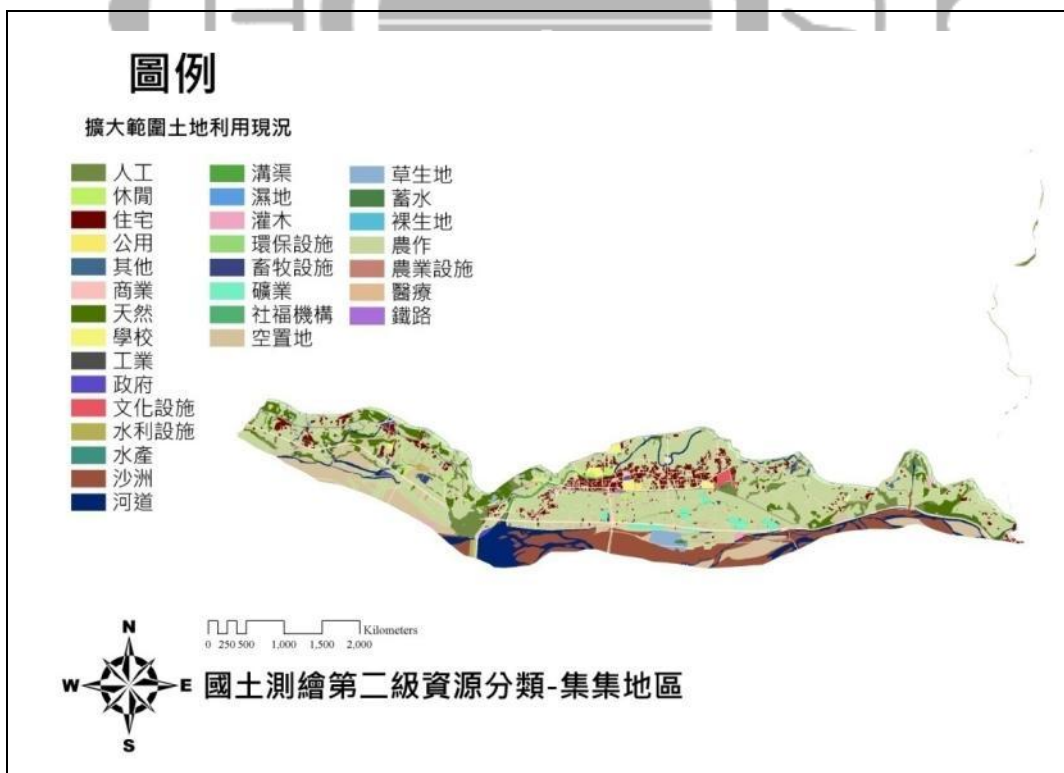 圖例
擴大範圍土地利用現況
人工
休閒
住宅
公用
其他
商業
天然
學校
工業
政府
文化設施
水利設施
水產
沙洲
河道
溝渠
濕地
灌木
環保設施
畜牧設施
礦業
社福機構
空置地
草生地
蓄水
裸生地
農作
農業設施
醫療
鐵路
N
W
E
S
Kilometers
0 250 500 1,000 1,500 2,000
國土測繪第二級資源分類-集集地區